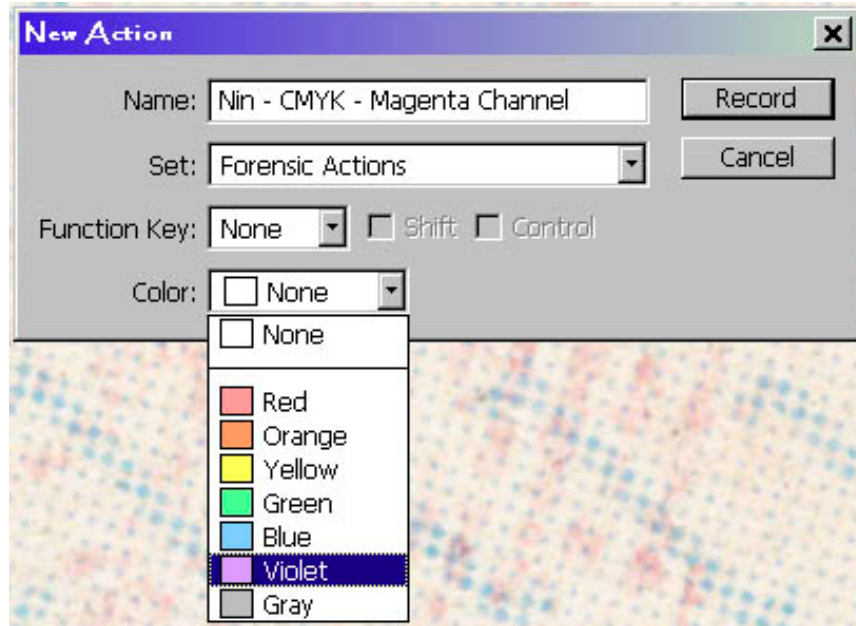 New Action
Name: Nin - CMYK - Magenta Channel Record
Set: Forensic Actions Cancel
Function Key: None Shift Control
Color: None
None
Red
Orange
Yellow
Green
Blue
Violet
Gray